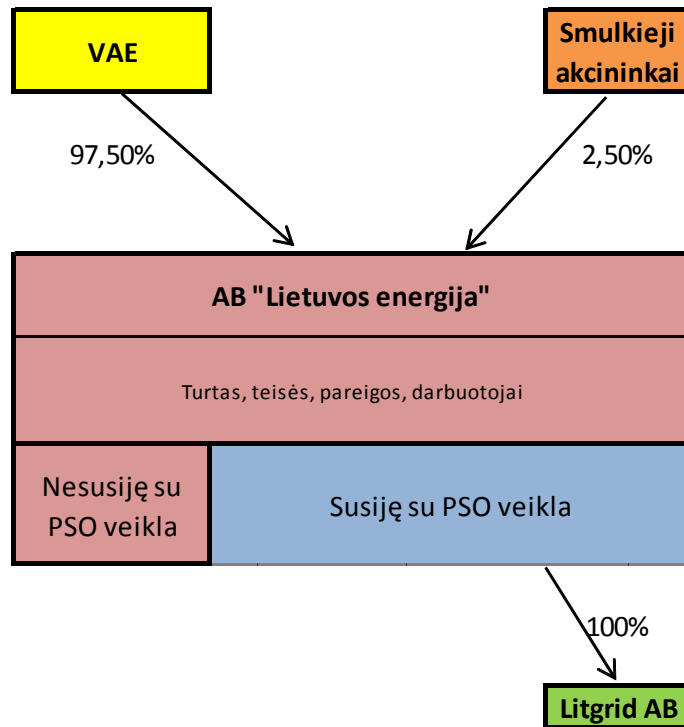 VAE
Smulkieji
akcininkai
97,50%
2,50%
AB "Lietuvos energija"
Turtas, teisės, pareigos, darbuotojai
Nesusiję su
PSO veikla
Susiję su PSO veikla
100%
Litgrid AB